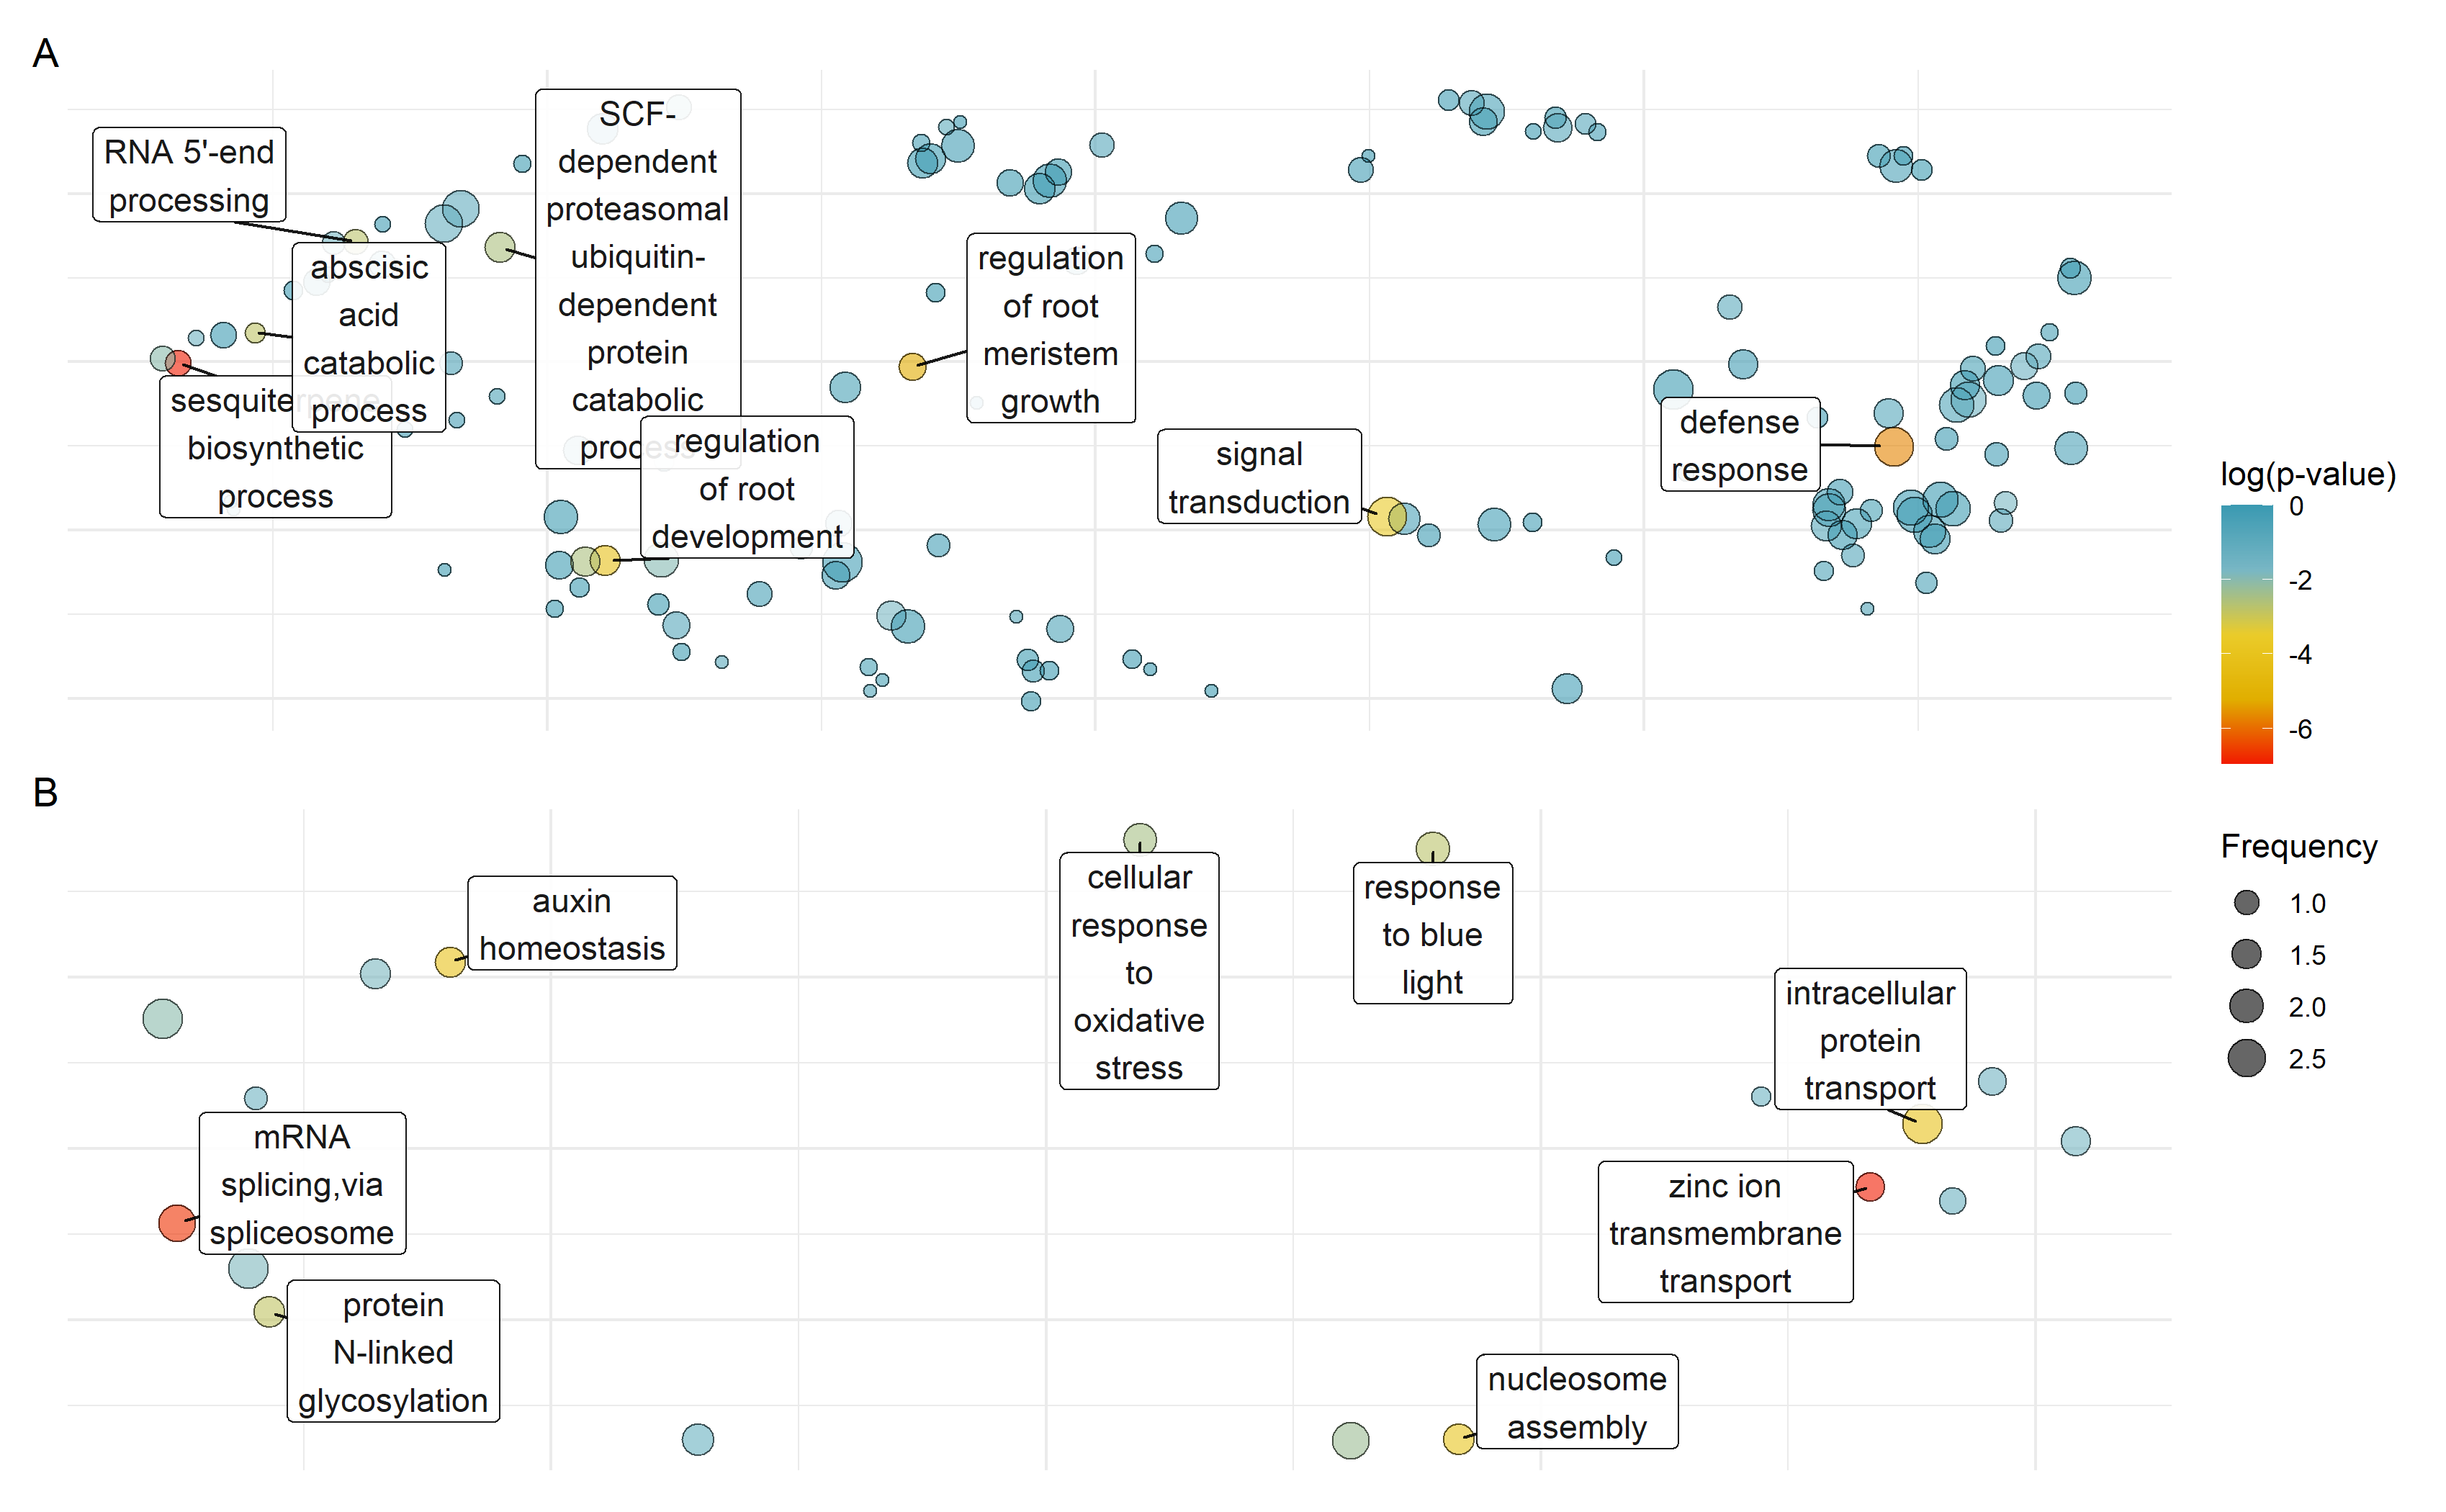 A
RNA 5'-end
processing
SCF-
dependent
proteasomal
ubiquitin-
dependent
protein
catabolic
process
abscisic
acid
catabolic
process
sesquiterpene
biosynthetic
process
regulation
of root
development
regulation
of root
meristem
growth
signal
transduction
defense
response
log(p-value)
0
-2
-4
-6
B
auxin
homeostasis
cellular
response
to
oxidative
stress
response
to blue
light
intracellular
protein
transport
mRNA
splicing,via
spliceosome
zinc ion
transmembrane
transport
protein
N-linked
glycosylation
nucleosome
assembly
Frequency
1.0
1.5
2.0
2.5